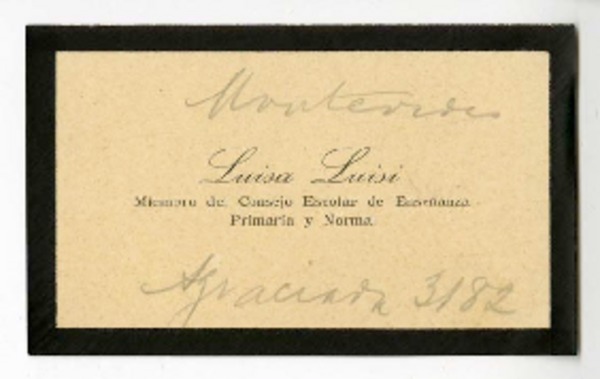 Montevideo
Luisa Luisi
Miembro del Consejo Escolar de Enseñanza
Primaria y Normal
Agraciada 3182